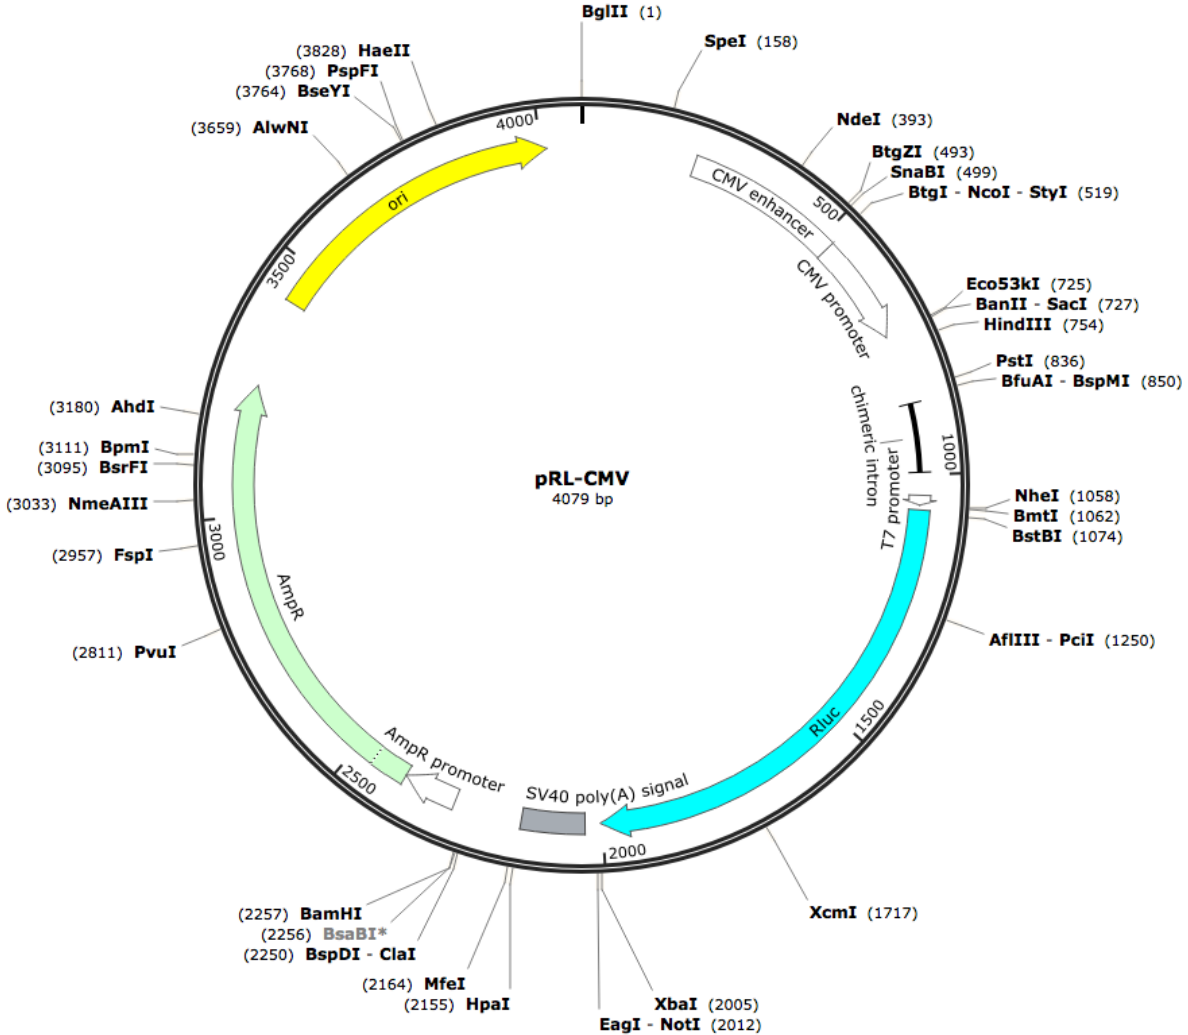 BglII (1)
SpeI (158)
NdeI (393)
BtgZI (493)
SnaBI (499)
BtgI - NcoI - StyI (519)
Eco53kI (725)
BanII - SacI (727)
HindIII (754)
PstI (836)
BfuAI - BspMI (850)
NheI (1058)
BmtI (1062)
BstBI (1074)
AflIII - PciI (1250)
XcmI (1717)
XbaI (2005)
EagI - NotI (2012)
(2155) HpaI
(2164) MfeI
(2250) BspDI - ClaI
(2256) BsaBI*
(2257) BamHI
(2811) PvuI
(2957) FspI
(3033) NmeAIII
(3095) BsrFI
(3111) BpmI
(3180) AhdI
(3659) AlwNI
(3764) BseYI
(3768) PspFI
(3828) HaeII
500
1000
1500
2000
2500
3000
3500
4000
CMV enhancer
CMV promoter
chimeric intron
T7 promoter
Rluc
SV40 poly(A) signal
AmpR promoter
AmpR
ori
pRL-CMV
4079 bp